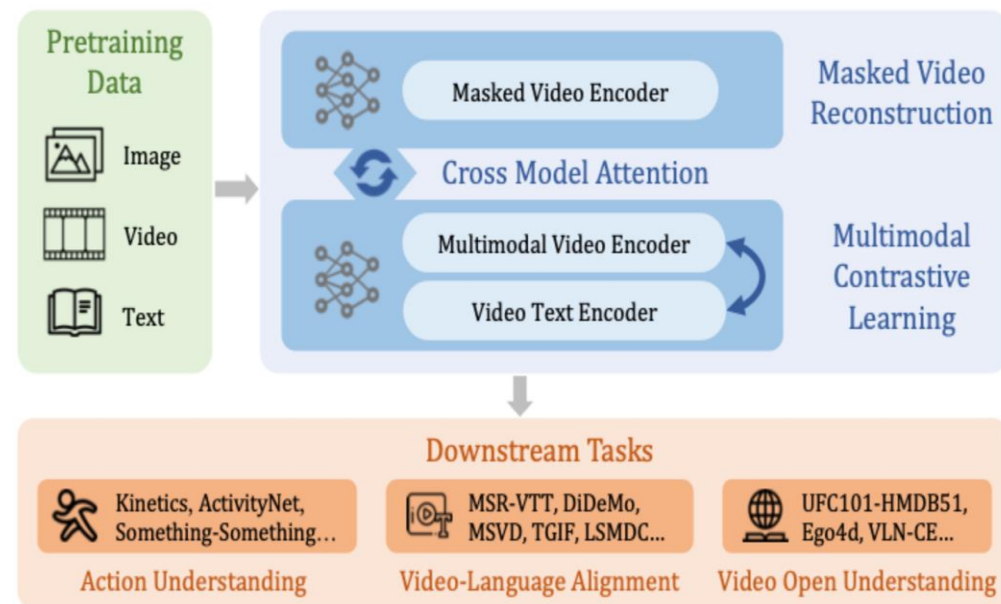 Pretraining
Data
Image
Video
Text
Masked Video Encoder
Masked Video
Reconstruction
Cross Model Attention
Multimodal Video Encoder
Video Text Encoder
Multimodal
Contrastive
Learning
Downstream Tasks
Kinetics, ActivityNet,
Something-Something...
Action Understanding
MSR-VTT, DiDeMo,
MSVD, TGIF, LSMDC...
Video-Language Alignment
UFC101-HMDB51,
Ego4d, VLN-CE...
Video Open Understanding